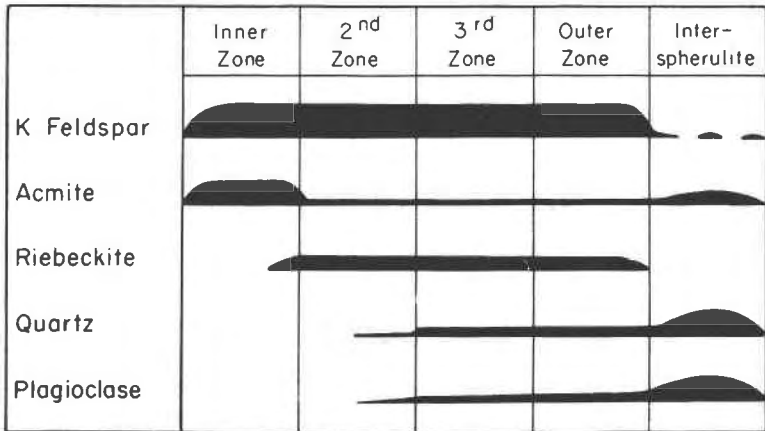 Inner
Zone
2nd
Zone
3rd
Zone
Outer
Zone
Inter-
spherulite
K Feldspar
Acmite
Riebeckite
Quartz
Plagioclase